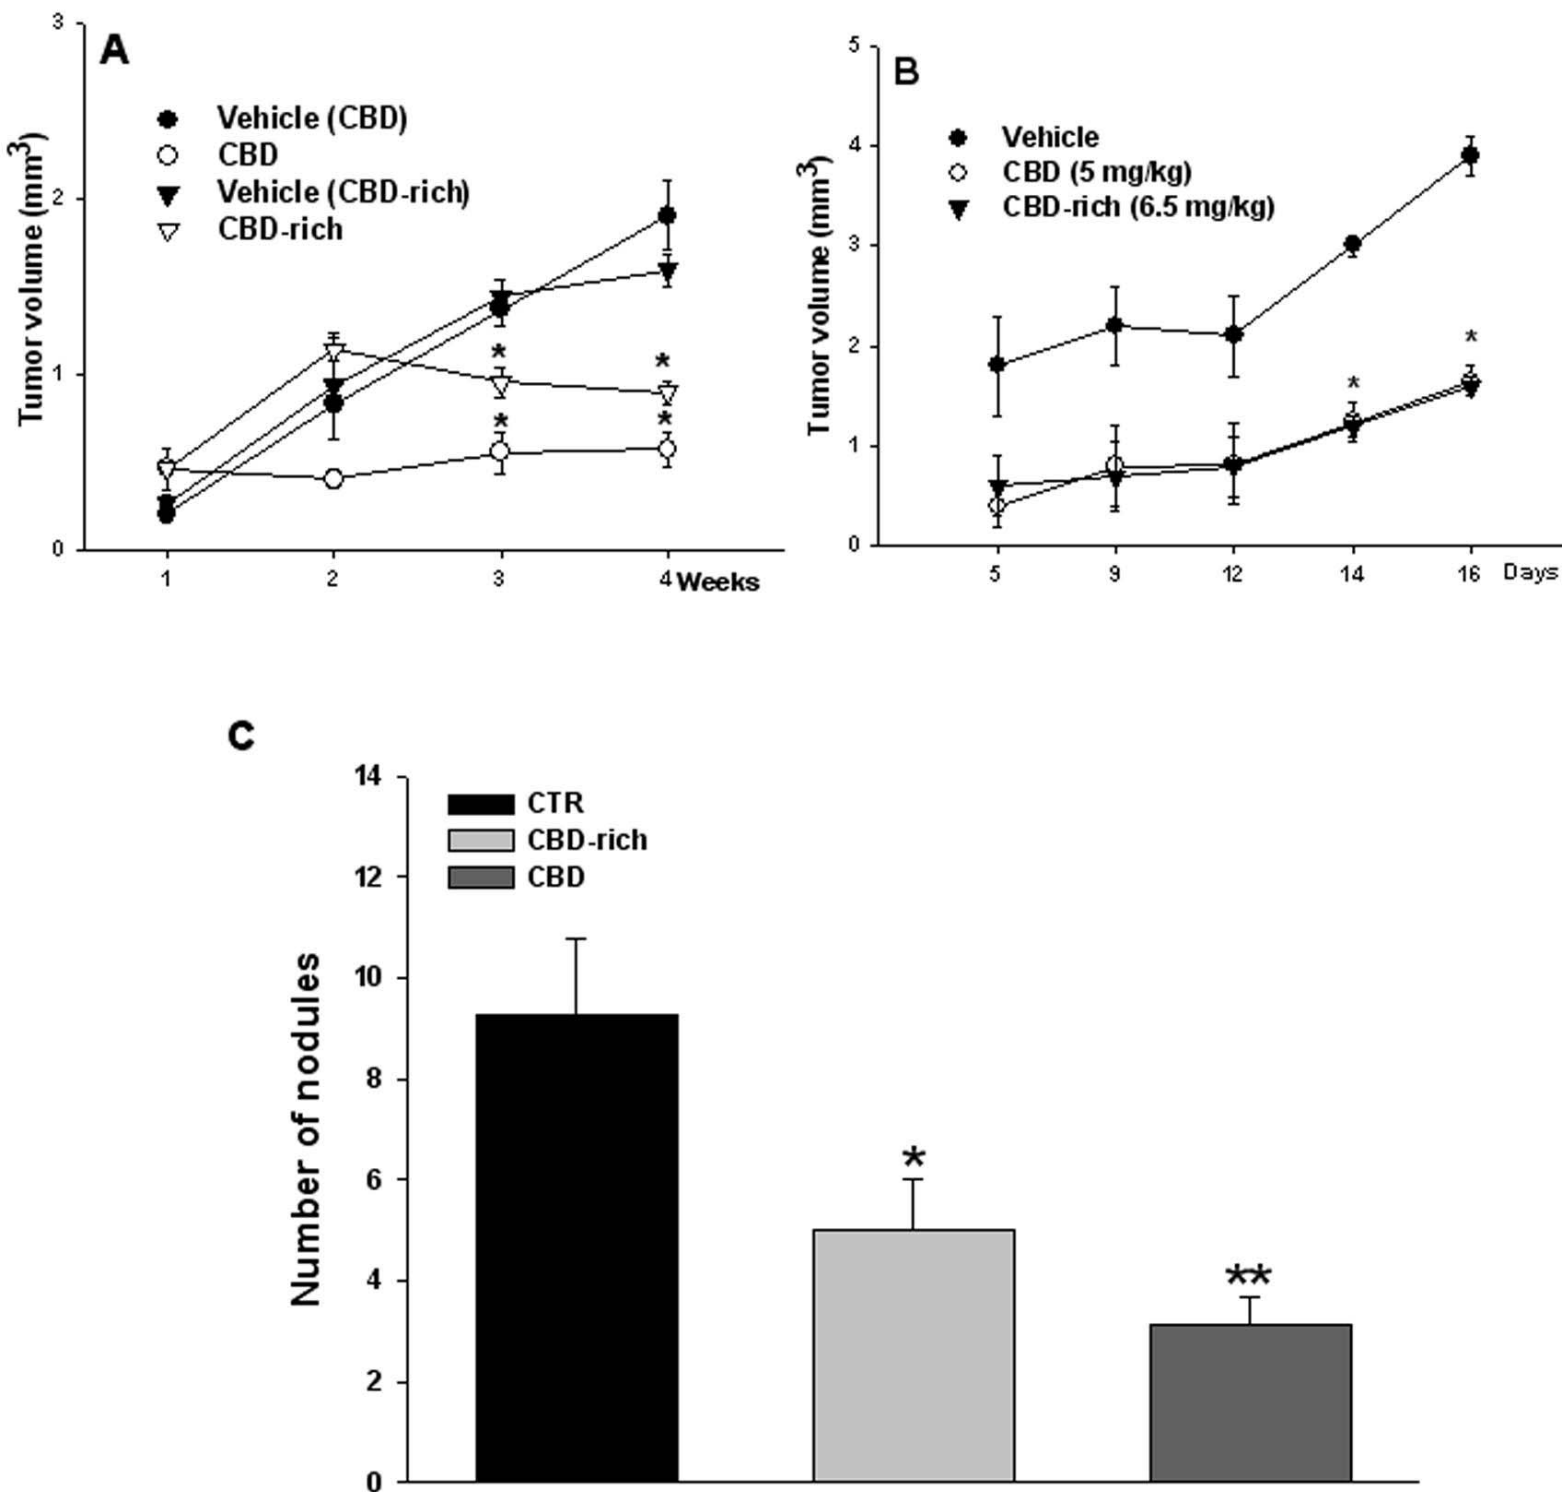 A
3
2
1
0
Tumor volume (mm3)
Vehicle (CBD)
CBD
Vehicle (CBD-rich)
CBD-rich
*
*
*
*
1 2 3 4 Weeks
B
5
4
3
2
1
0
Tumor volume (mm3)
Vehicle
CBD (5 mg/kg)
CBD-rich (6.5 mg/kg)
*
*
5 9 12 14 16 Days
C
14
12
10
8
6
4
2
0
Number of nodules
CTR
CBD-rich
CBD
*
**